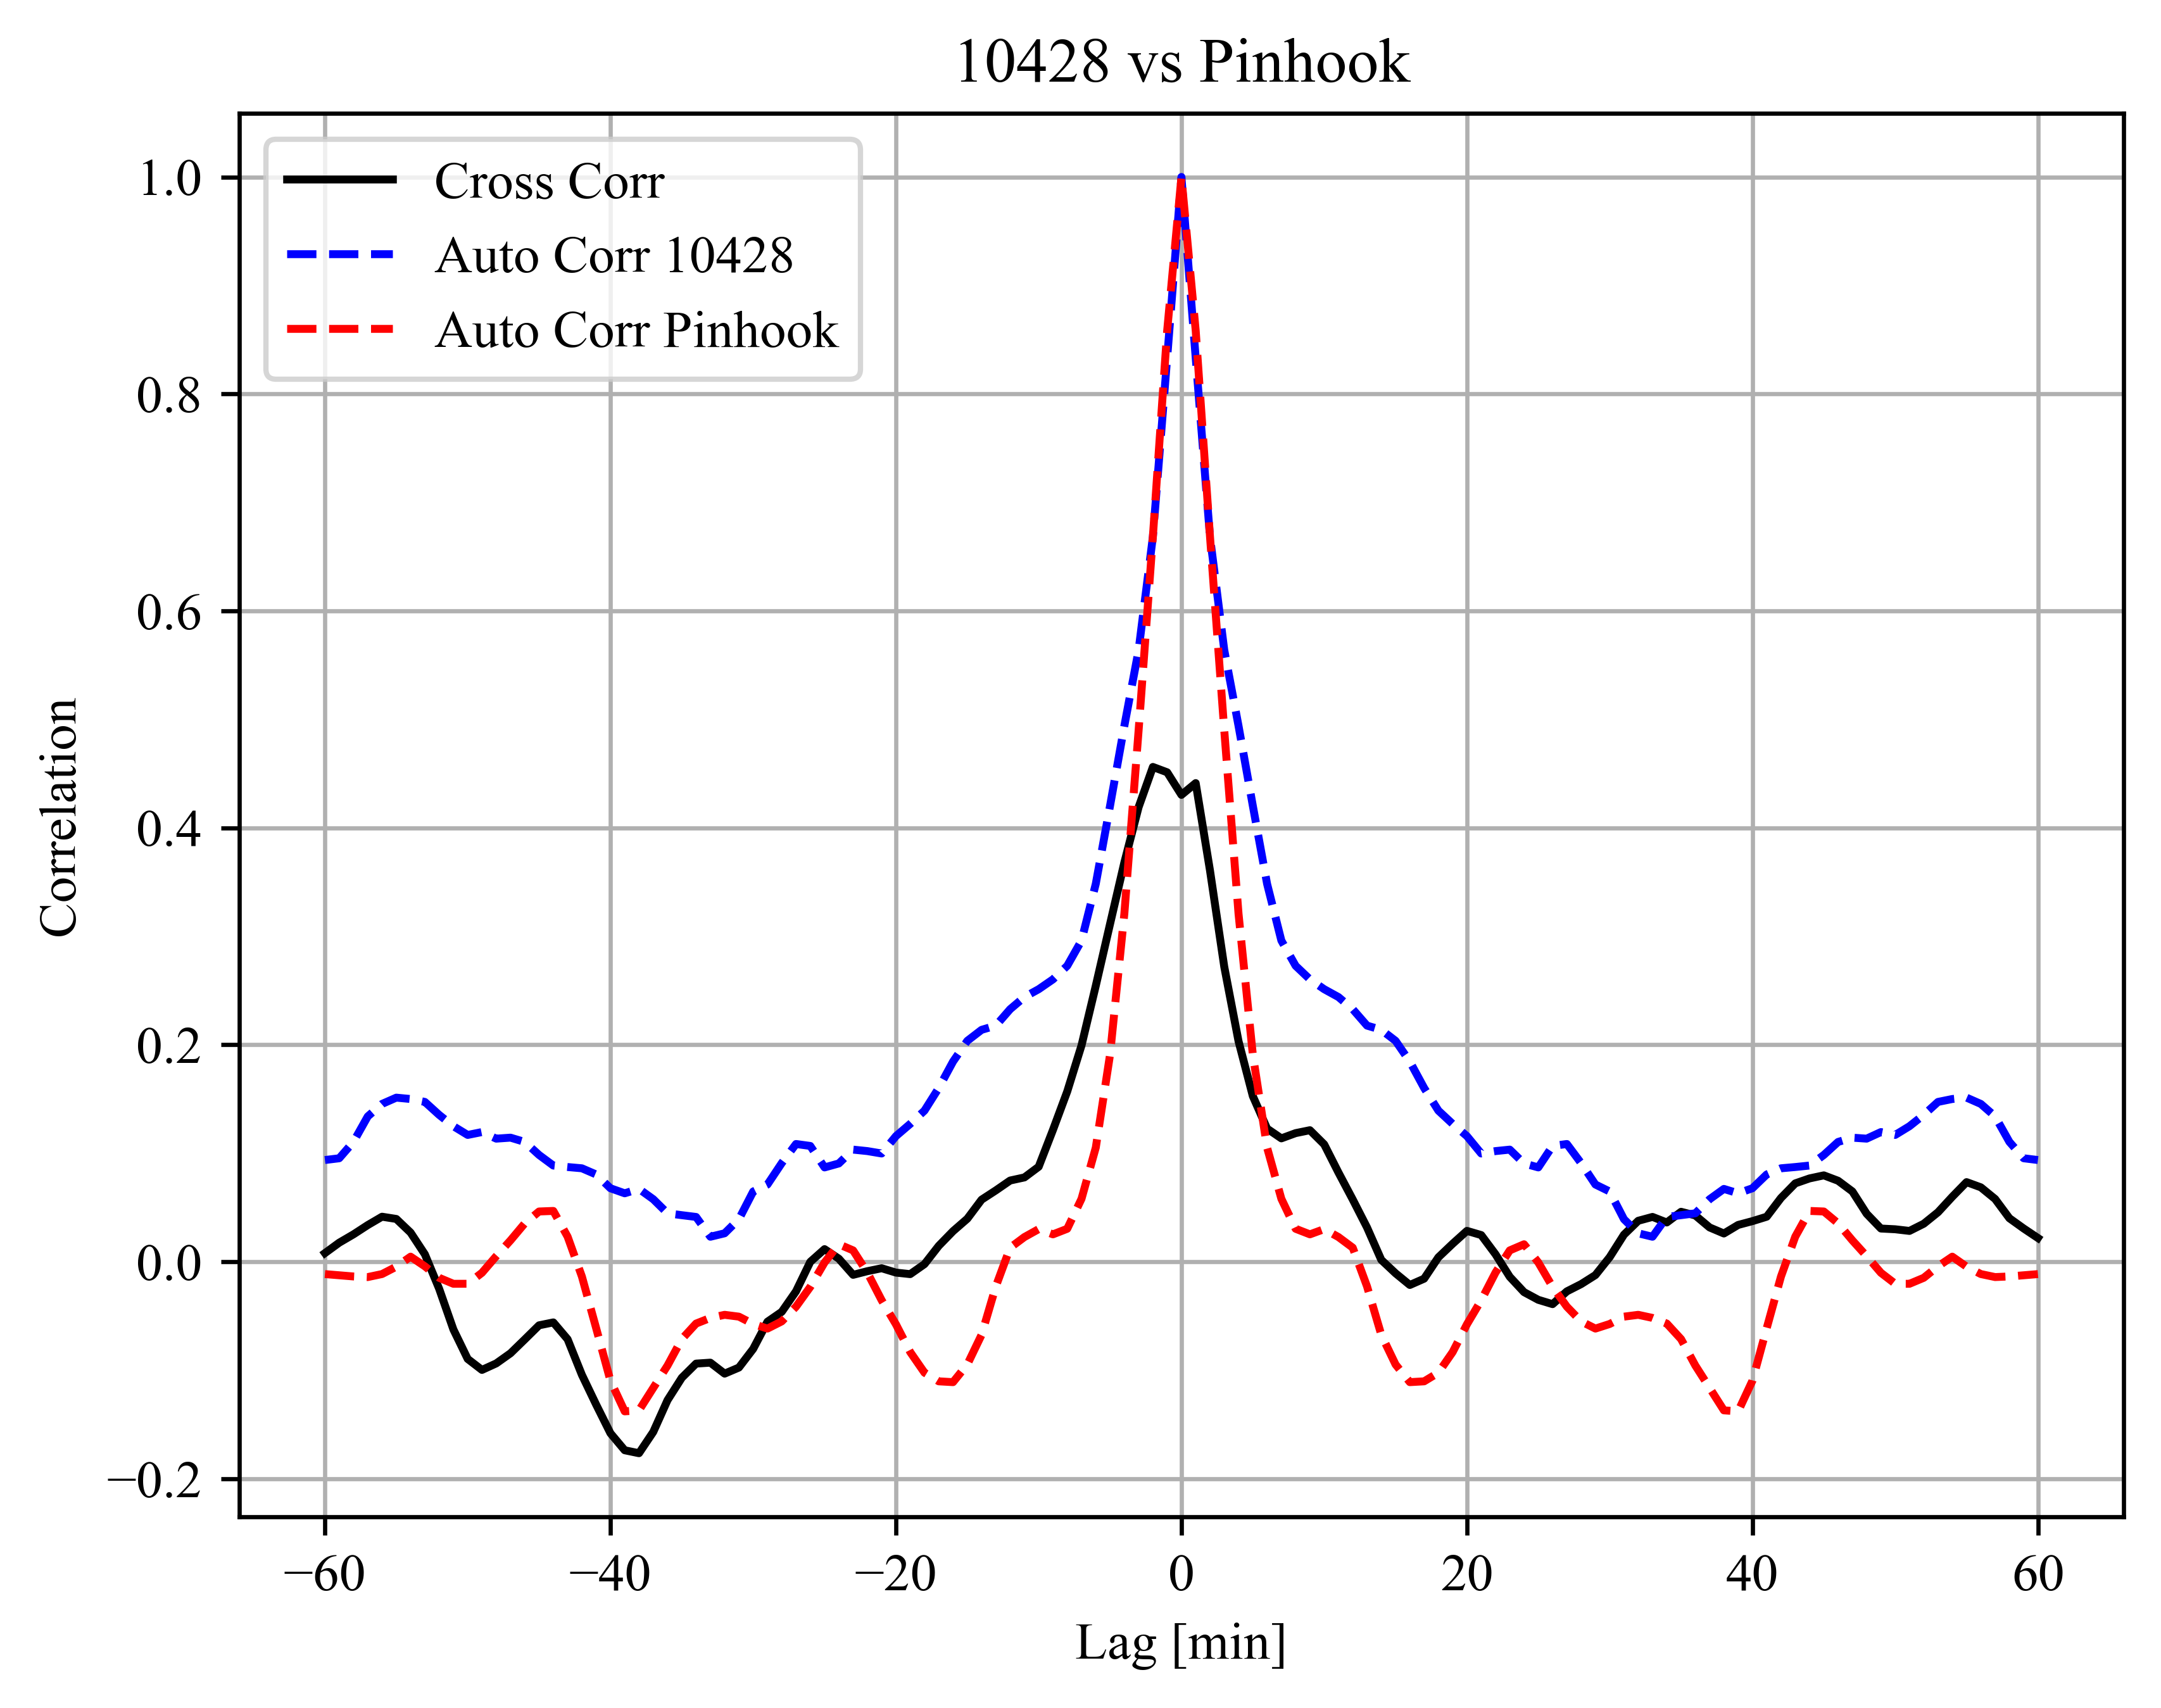 10428 vs Pinhook
Cross Corr
Auto Corr 10428
Auto Corr Pinhook
1.0
0.8
0.6
0.4
0.2
0.0
−0.2
Correlation
−60 −40 −20 0 20 40 60
Lag [min]